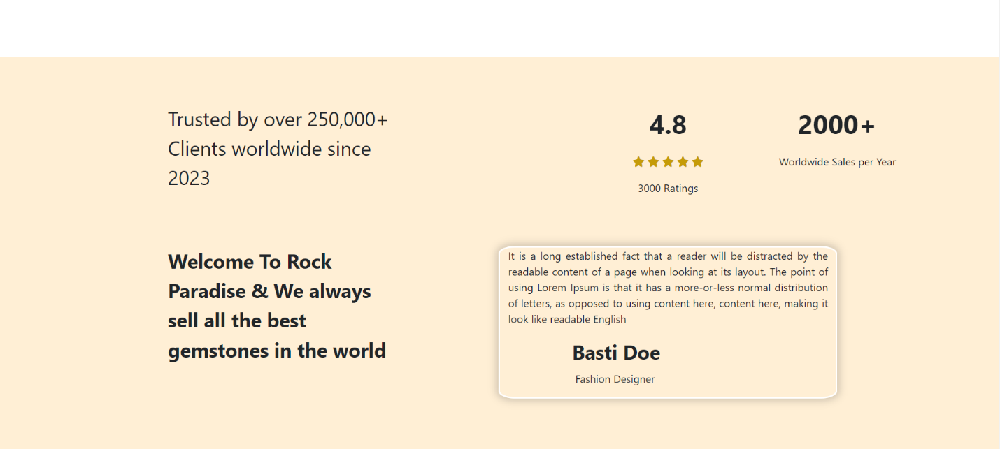 Trusted by over 250,000+
Clients worldwide since
2023
4.8
3000 Ratings
2000+
Worldwide Sales per Year
Welcome To Rock
Paradise & We always
sell all the best
gemstones in the world
It is a long established fact that a reader will be distracted by the
readable content of a page when looking at its layout. The point of
using Lorem Ipsum is that it has a more-or-less normal distribution
of letters, as opposed to using content here, content here, making it
look like readable English
Basti Doe
Fashion Designer